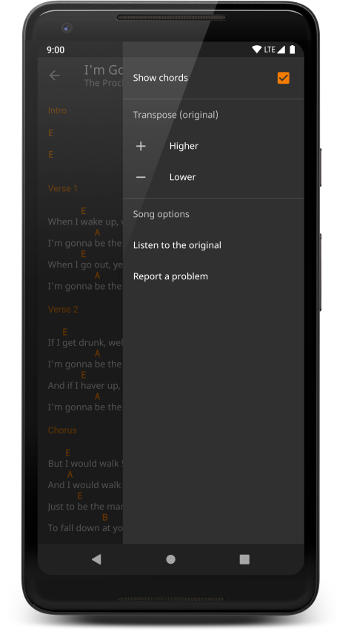 9:00
LTE
I'm Go
The Proc
Show chords
Intro
Transpose (original)
E
Higher
E
Lower
Verse 1
Song options
E
When I wake up,
A
Listen to the original
I'm gonna be the
E
When I go out, ye
A
Report a problem
I'm gonna be the
Verse 2
E
If I get drunk, wel
A
I'm gonna be the
E
And if I haver up,
A
I'm gonna be the
Chorus
E
But I would walk
A
And I would walk
E
Just to be the ma
B
To fall down at yo